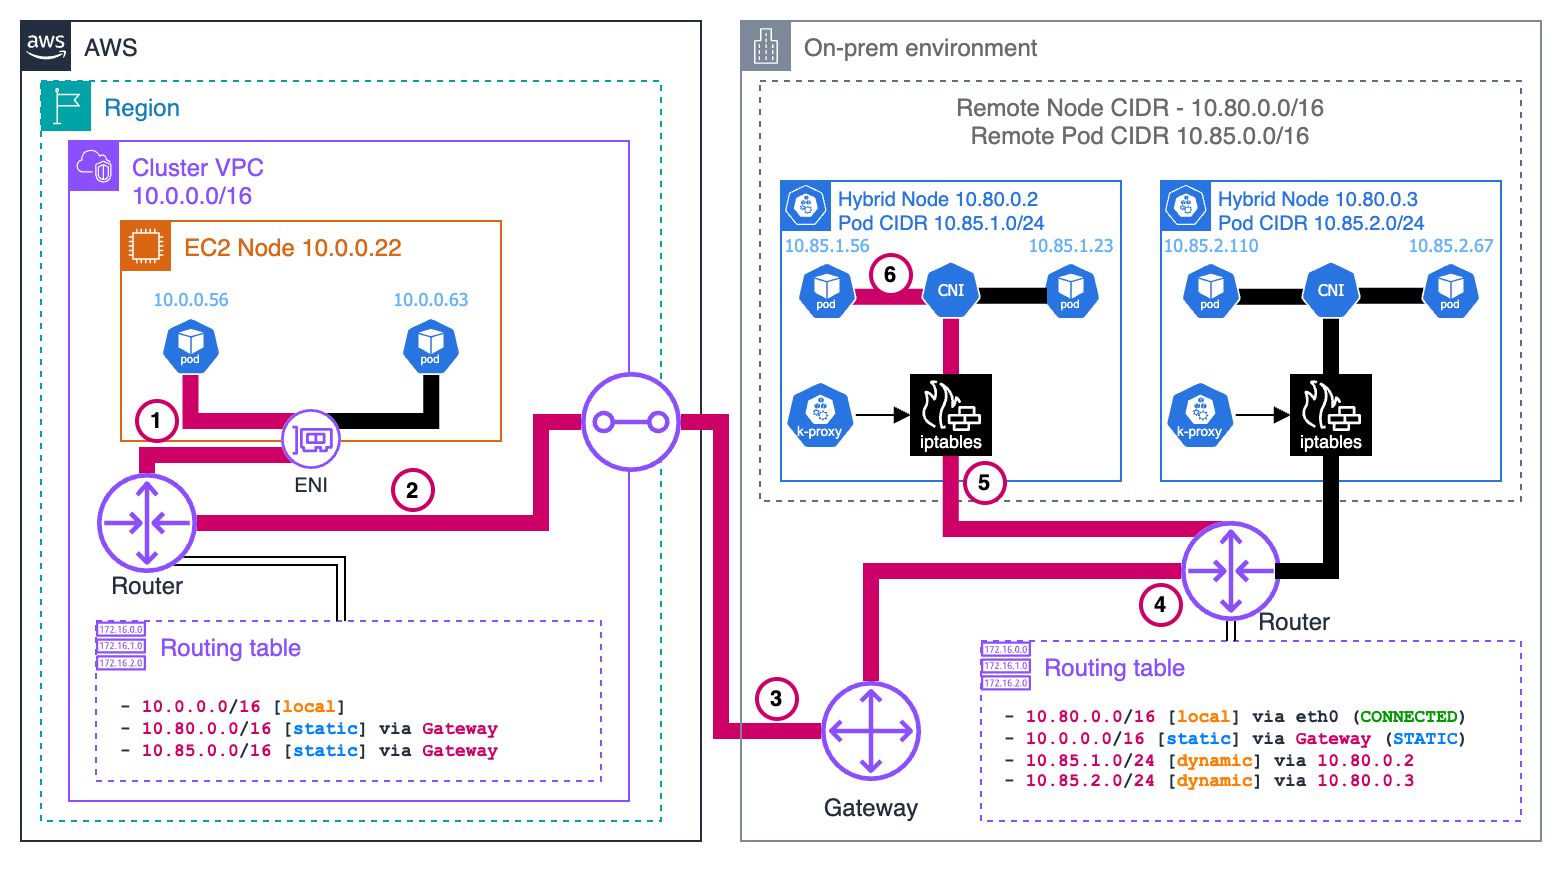 aws
AWS
Region
Cluster VPC
10.0.0.0/16
EC2 Node 10.0.0.22
10.0.0.56
10.0.0.63
pod
pod
1
ENI
2
Router
172.16.0.0
172.16.1.0
172.16.2.0
Routing table
- 10.0.0.0/16 [local]
- 10.80.0.0/16 [static] via Gateway
- 10.85.0.0/16 [static] via Gateway
On-prem environment
Remote Node CIDR - 10.80.0.0/16
Remote Pod CIDR 10.85.0.0/16
Hybrid Node 10.80.0.2
Pod CIDR 10.85.1.0/24
10.85.1.56
10.85.1.23
6
pod
CNI
pod
k-proxy
iptables
5
Hybrid Node 10.80.0.3
Pod CIDR 10.85.2.0/24
10.85.2.110
10.85.2.67
pod
CNI
pod
k-proxy
iptables
4
Router
3
Gateway
172.16.0.0
172.16.1.0
172.16.2.0
Routing table
- 10.80.0.0/16 [local] via eth0 (CONNECTED)
- 10.0.0.0/16 [static] via Gateway (STATIC)
- 10.85.1.0/24 [dynamic] via 10.80.0.2
- 10.85.2.0/24 [dynamic] via 10.80.0.3